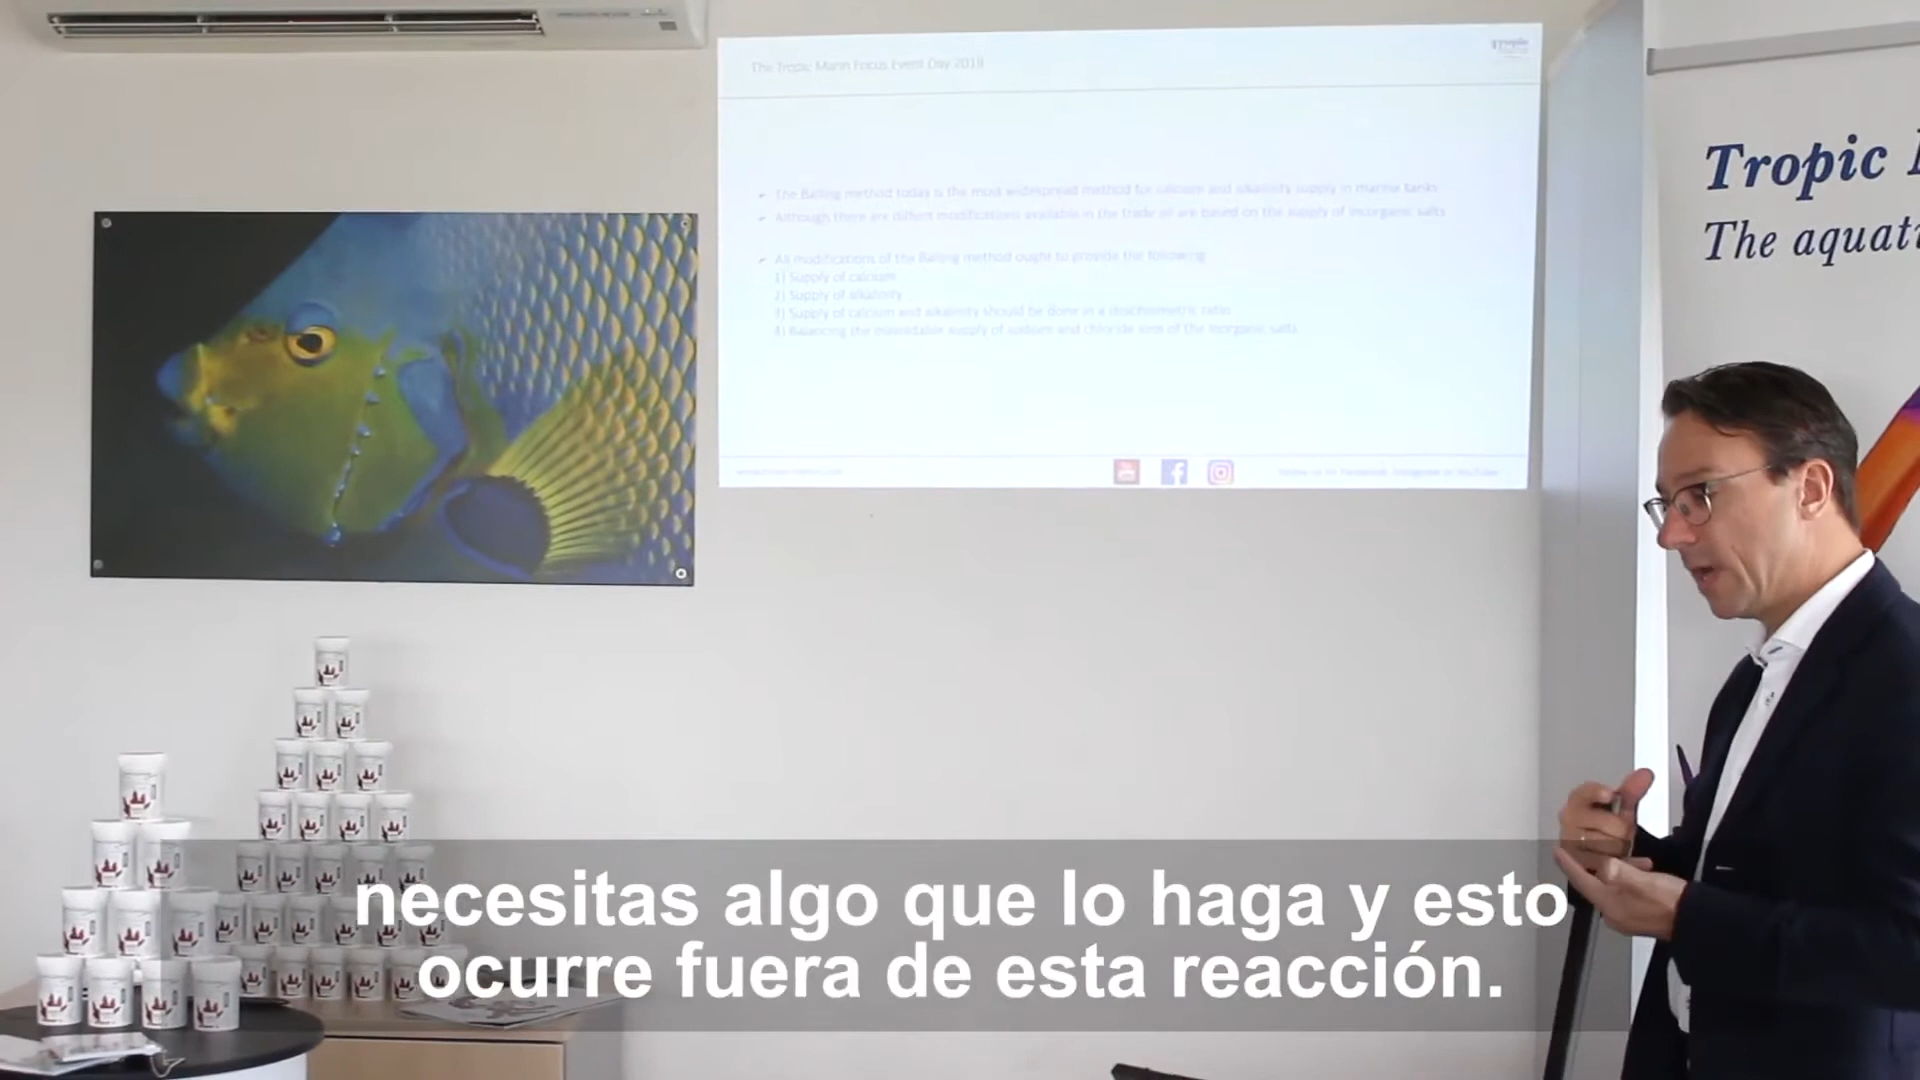 The Tropic Marin Focus Event Day 2019
Tropic
The Balling method today is the most widespread method for calcium and alkalinity supply in marine tanks
Although there are different modifications available in the trade all are based on the supply of inorganic salts
All modifications of the Balling method ought to provide the following:
1) Supply of calcium
2) Supply of alkalinity
3) Supply of calcium and alkalinity should be done in a stoichiometric ratio
4) Balancing the unavoidable supply of sodium and chloride ions of the inorganic salts
Tropic
The aquati
necesitas algo que lo haga y esto
ocurre fuera de esta reacción.